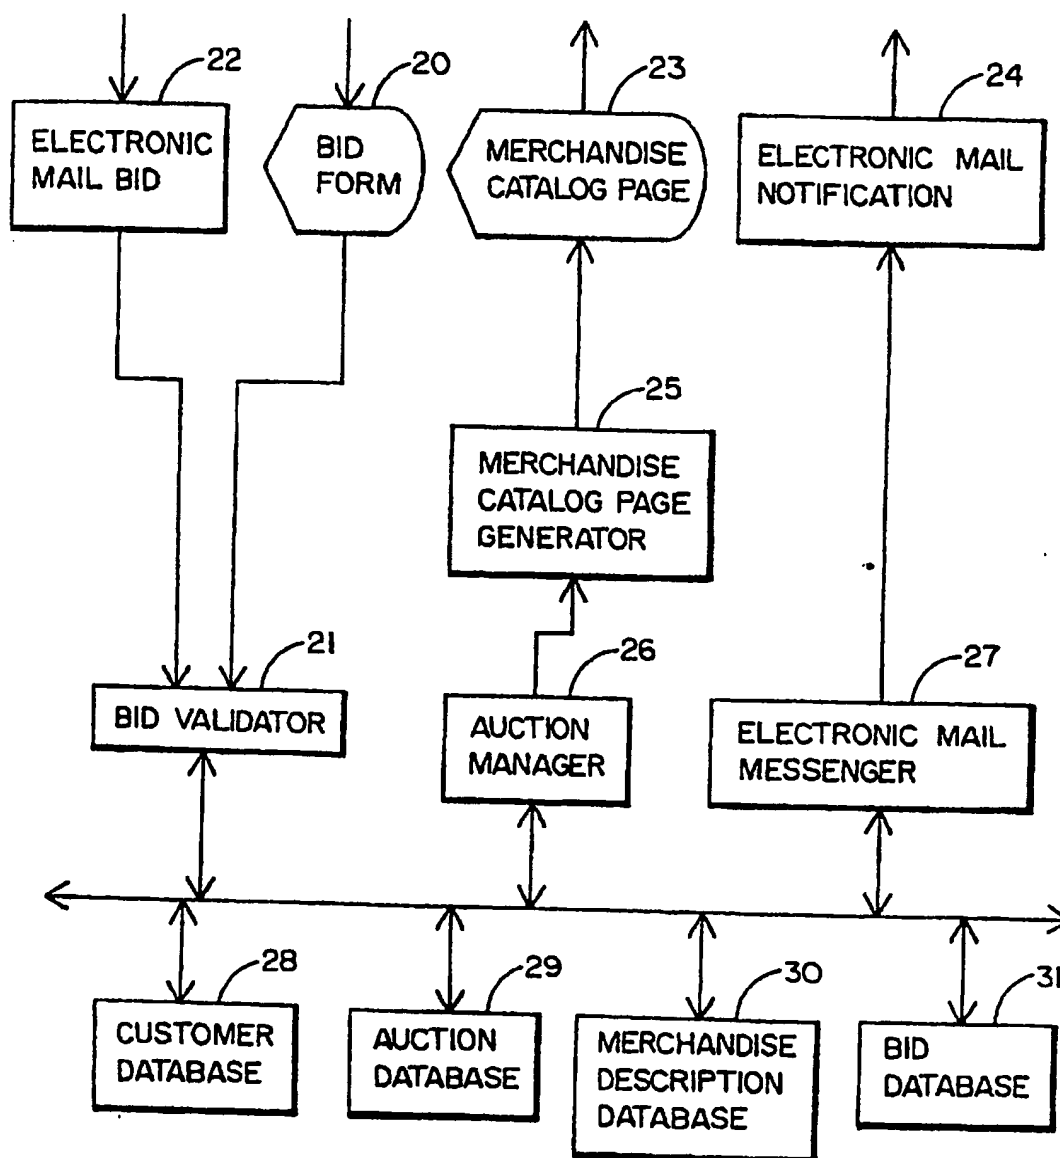 22
20
23
24
ELECTRONIC
MAIL BID
BID
FORM
MERCHANDISE
CATALOG PAGE
ELECTRONIC MAIL
NOTIFICATION
25
MERCHANDISE
CATALOG PAGE
GENERATOR
21
26
27
BID VALIDATOR
AUCTION
MANAGER
ELECTRONIC MAIL
MESSENGER
28
29
30
31
CUSTOMER
DATABASE
AUCTION
DATABASE
MERCHANDISE
DESCRIPTION
DATABASE
BID
DATABASE